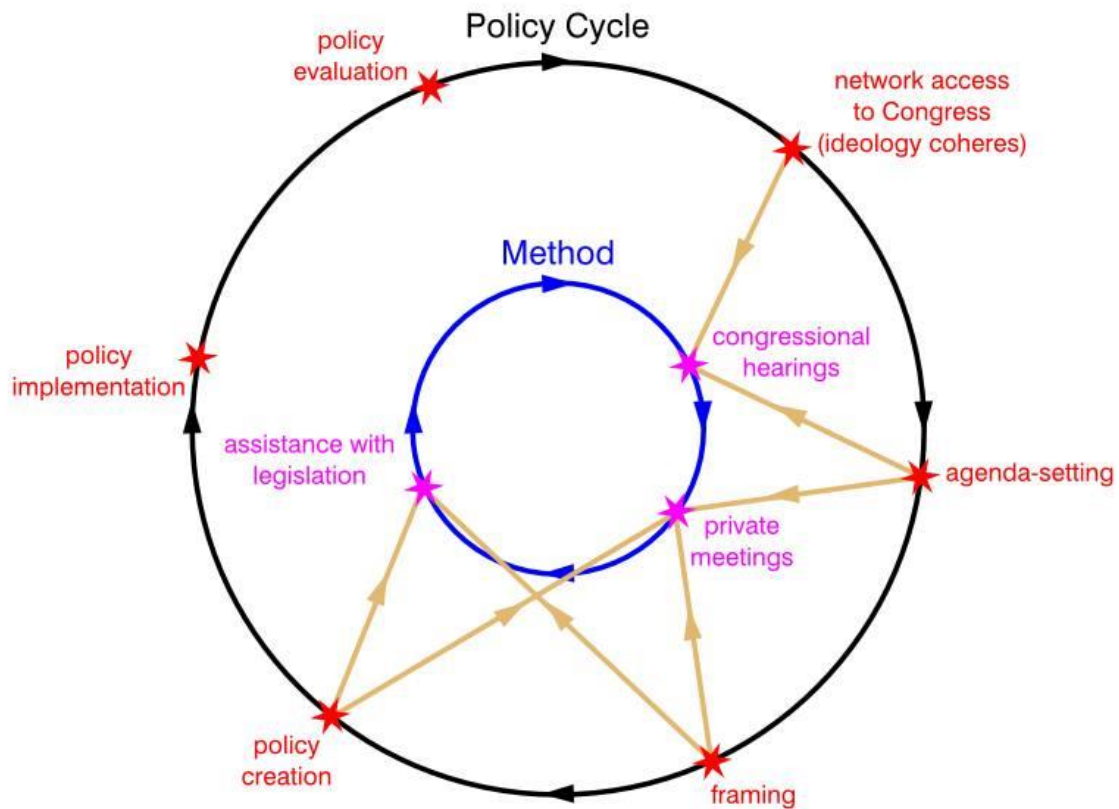 Policy Cycle
policy
evaluation
network access
to Congress
(ideology coheres)
Method
congressional
hearings
policy
implementation
assistance with
legislation
agenda-setting
private
meetings
policy
creation
framing